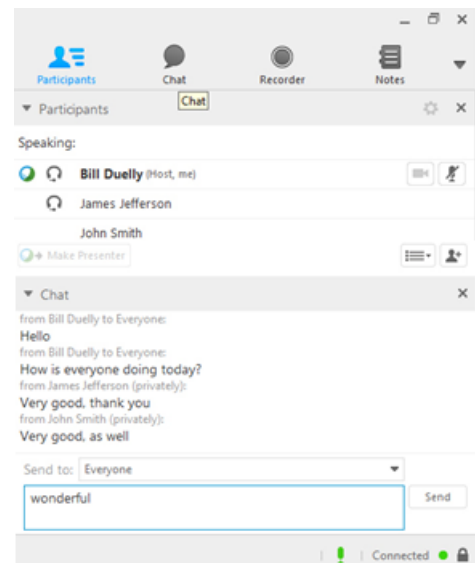 Participants
Chat
Recorder
Notes
Chat
Participants
Speaking:
Bill Duelly (Host, me)
James Jefferson
John Smith
Make Presenter
Chat
from Bill Duelly to Everyone:
Hello
from Bill Duelly to Everyone:
How is everyone doing today?
from James Jefferson (privately):
Very good, thank you
from John Smith (privately):
Very good, as well
Send to: Everyone
wonderful
Send
Connected